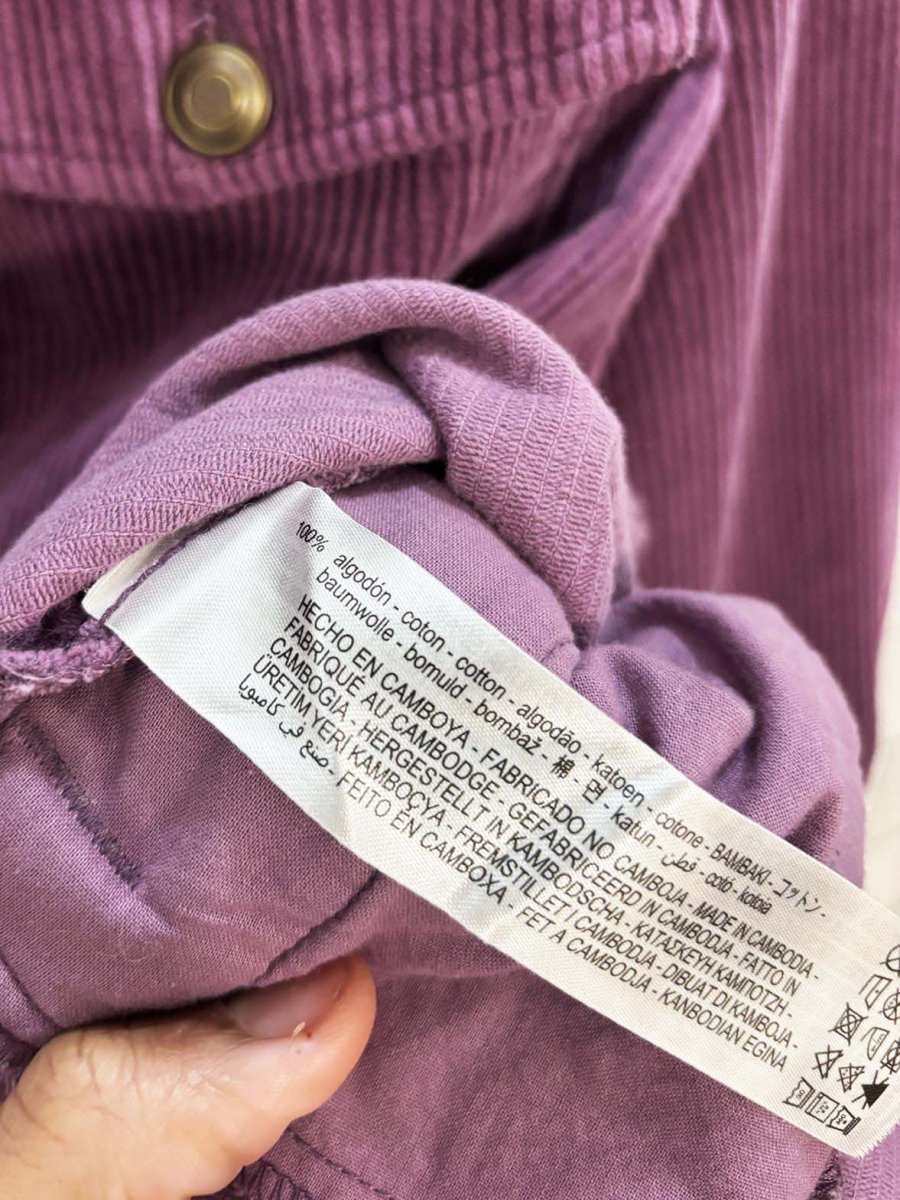 100% algodón - coton - cotton - algodão - katoen - cotone - ΒΑΜΒΑΚΙ - コットン -
baumwolle - bomuld - bombaž - 棉 - 면 - katun - قطن - cotó - kotoia
HECHO EN CAMBOYA - FABRICADO NO CAMBOJA - MADE IN CAMBODIA -
FABRIQUÉ AU CAMBODGE - GEFABRICEERD IN CAMBODJA - FATTO IN
CAMBOGIA - HERGESTELLT IN KAMBODSCHA - ΚΑΤΑΣΚΕΥΗ ΚΑΜΠΟΤΖΗ -
ÜRETIM YERI KAMBOÇYA - FREMSTILLET I CAMBODJA - DIBUAT DI KAMBOJA -
صنع في كامبوديا - FEITO EN CAMBOXA - FET A CAMBODJA - KANBODIAN EGINA